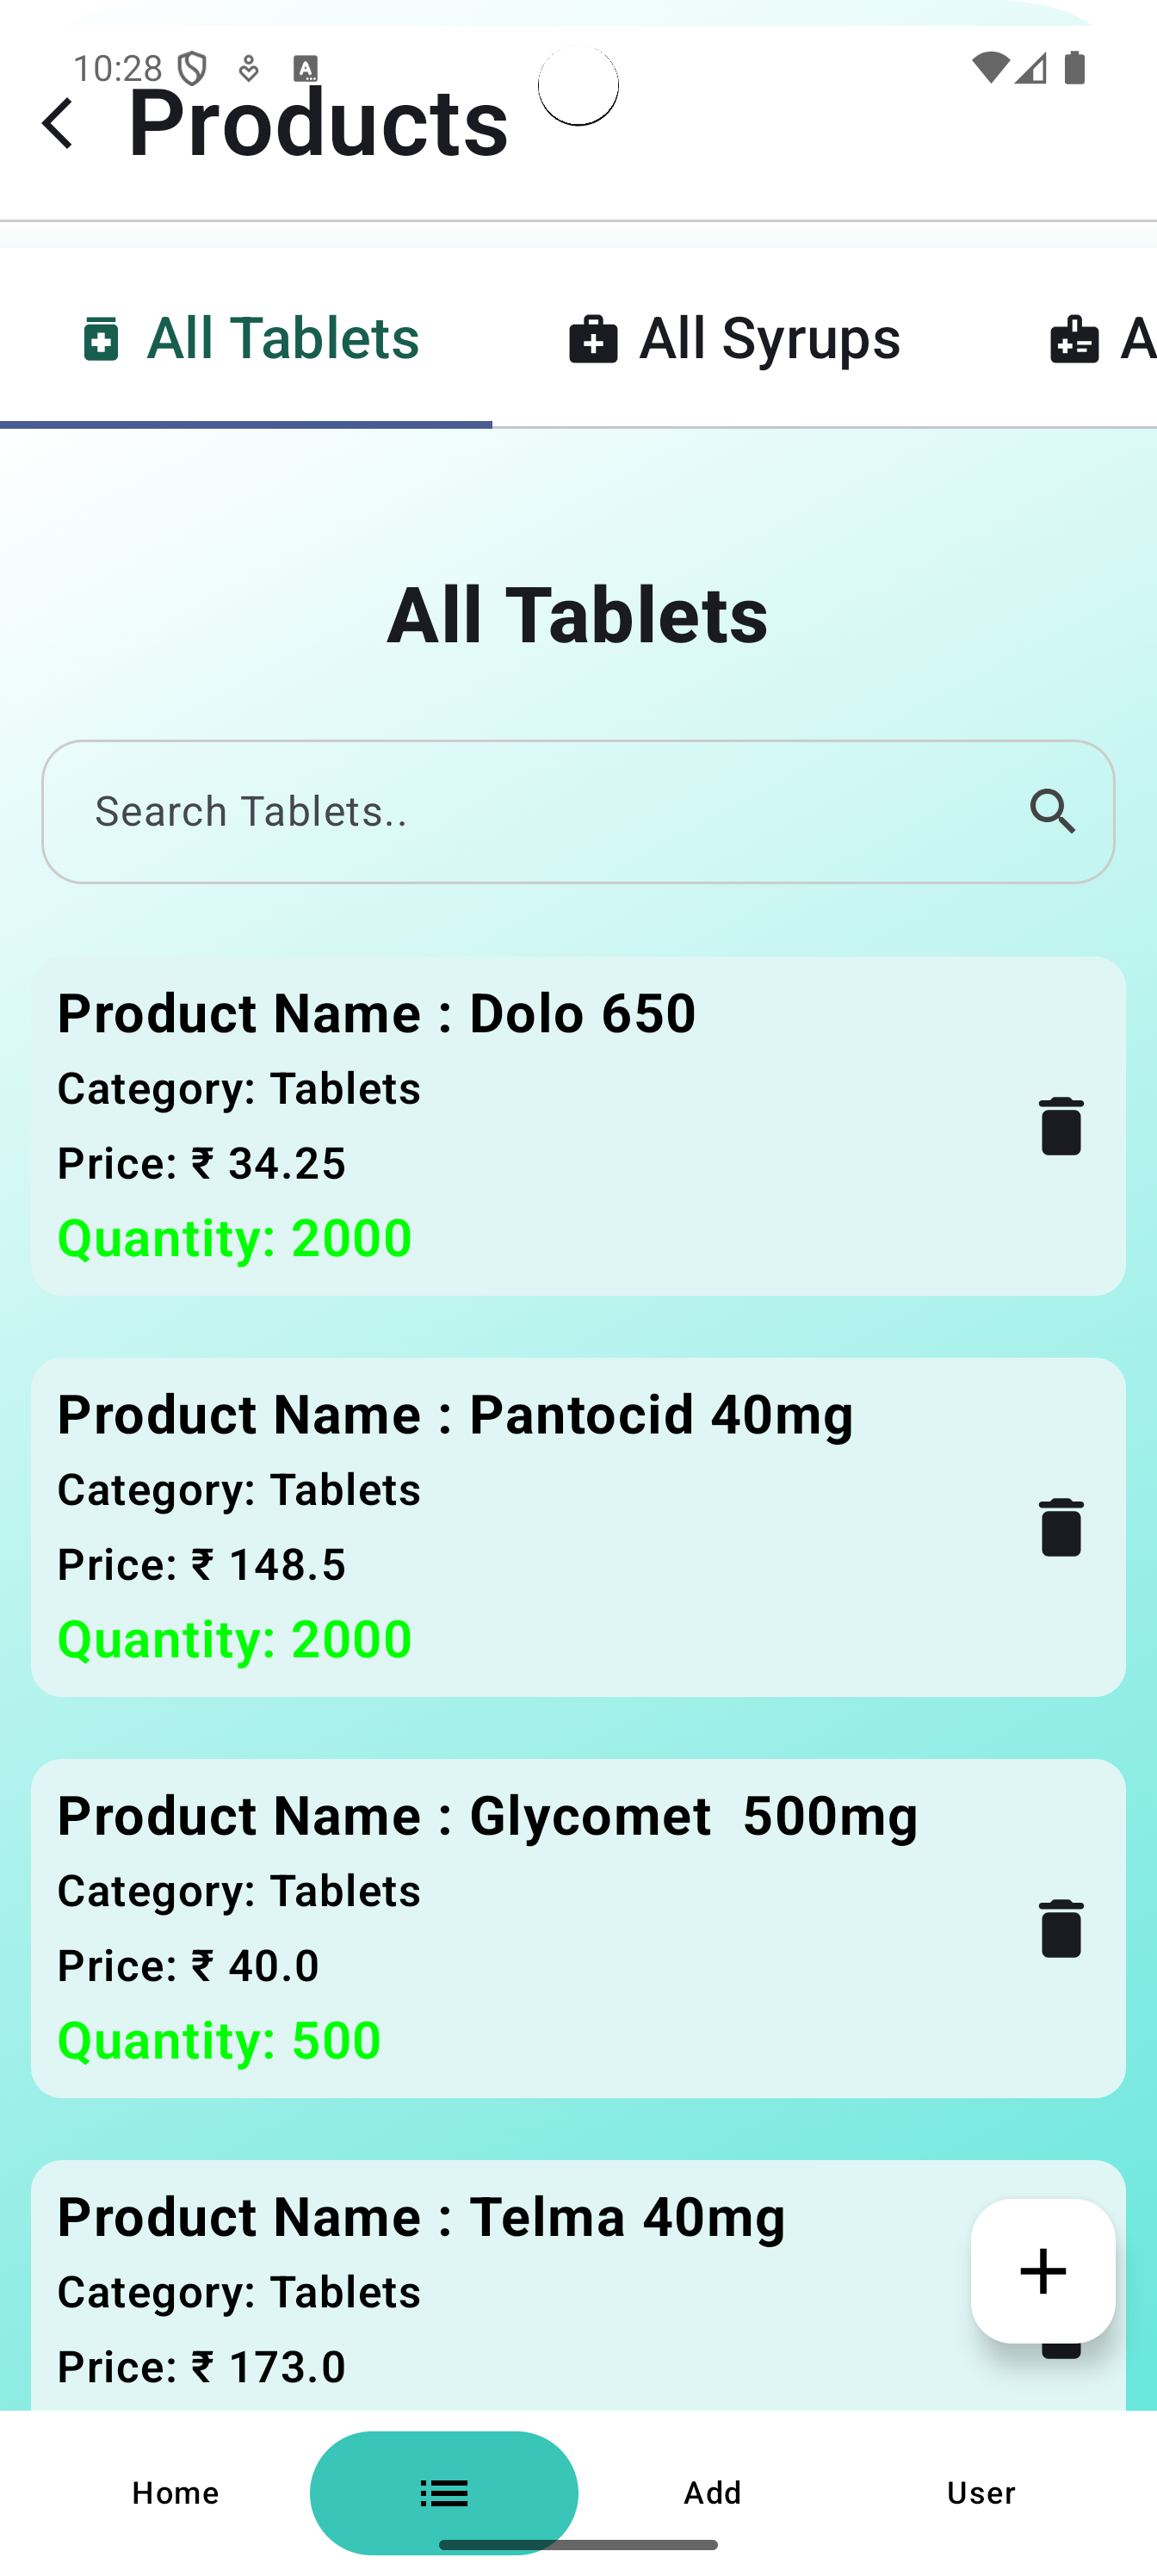 10:28
Products
All Tablets
All Syrups
A
All Tablets
Search Tablets..
Product Name : Dolo 650
Category: Tablets
Price: ₹ 34.25
Quantity: 2000
Product Name : Pantocid 40mg
Category: Tablets
Price: ₹ 148.5
Quantity: 2000
Product Name : Glycomet  500mg
Category: Tablets
Price: ₹ 40.0
Quantity: 500
Product Name : Telma 40mg
Category: Tablets
Price: ₹ 173.0
Home
Add
User